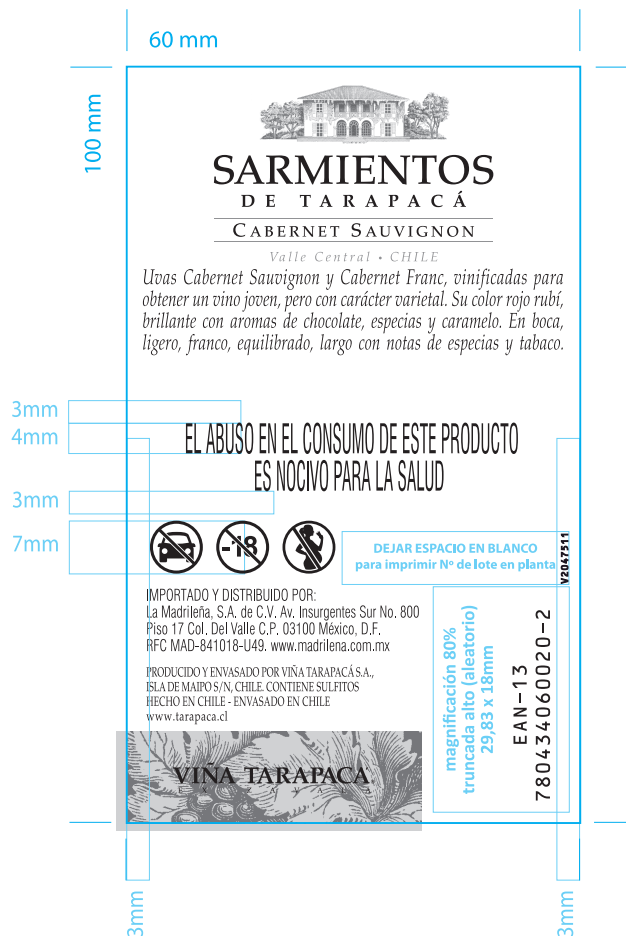 60 mm
100 mm
SARMIENTOS
DE TARAPACÁ
CABERNET SAUVIGNON
Valle Central • CHILE
Uvas Cabernet Sauvignon y Cabernet Franc, vinificadas para
obtener un vino joven, pero con carácter varietal. Su color rojo rubí,
brillante con aromas de chocolate, especias y caramelo. En boca,
ligero, franco, equilibrado, largo con notas de especias y tabaco.
3mm
4mm
EL ABUSO EN EL CONSUMO DE ESTE PRODUCTO
ES NOCIVO PARA LA SALUD
3mm
7mm
-18
DEJAR ESPACIO EN BLANCO
para imprimir Nº de lote en planta
V2047511
IMPORTADO Y DISTRIBUIDO POR:
La Madrileña, S.A. de C.V. Av. Insurgentes Sur No. 800
Piso 17 Col. Del Valle C.P. 03100 México, D.F.
RFC MAD-841018-U49. www.madrilena.com.mx
PRODUCIDO Y ENVASADO POR VIÑA TARAPACÁ S.A.,
ISLA DE MAIPO S/N, CHILE. CONTIENE SULFITOS
HECHO EN CHILE - ENVASADO EN CHILE
www.tarapaca.cl
magnificación 80%
truncada alto (aleatorio)
29,83 x 18mm
EAN-13
7804340060020-2
VIÑA TARAPACA
3mm
3mm